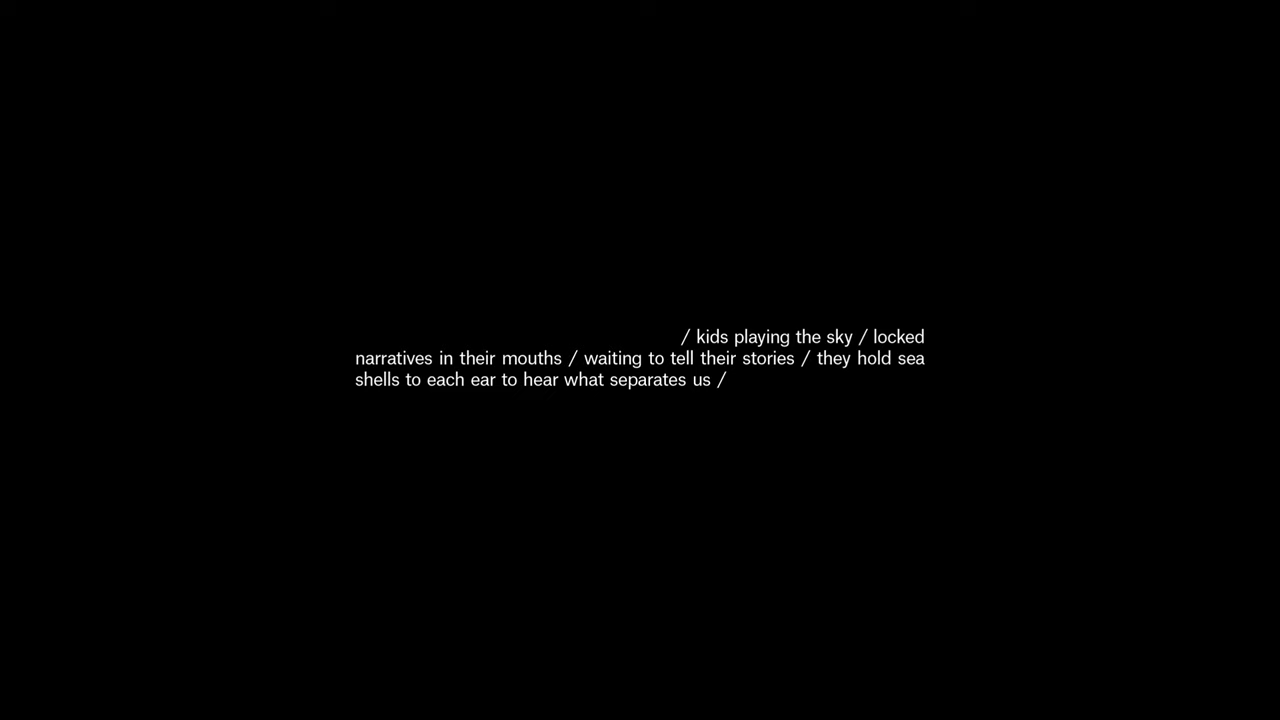 / kids playing the sky / locked
narratives in their mouths / waiting to tell their stories / they hold sea
shells to each ear to hear what separates us /